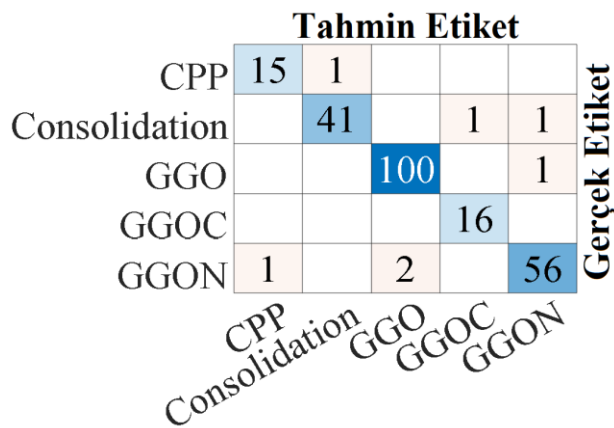 Tahmin Etiket
CPP 15 1
Consolidation 41 1 1
GGO 100 1
GGOC 16
GGON 1 2 56
Gerçek Etiket
CPP
Consolidation
GGO
GGOC
GGON